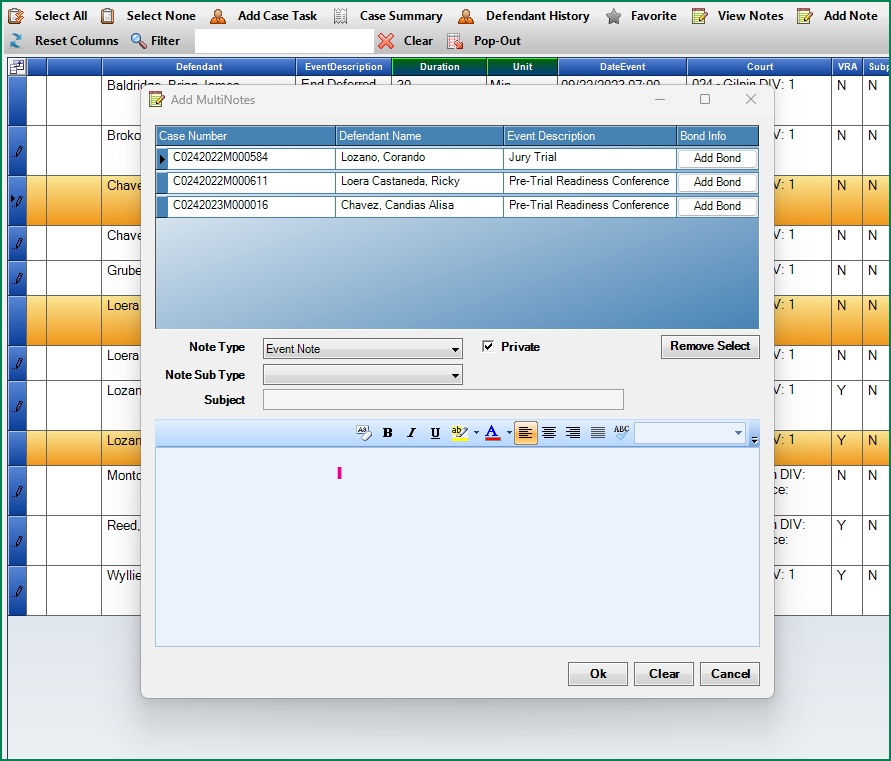 Select All Select None Add Case Task Case Summary Defendant History Favorite View Notes Add Note
Reset Columns Filter Clear Pop-Out
Defendant EventDescription Duration Unit DateEvent Court VRA Subp
Baldridge, Brian James End Deferred 30 Min 09/22/2023 07:00 024 - Gilpin DIV: 1 N N
Add MultiNotes
Case Number Defendant Name Event Description Bond Info
C0242022M000584 Lozano, Corando Jury Trial Add Bond
C0242022M000611 Loera Castaneda, Ricky Pre-Trial Readiness Conference Add Bond
C0242023M000016 Chavez, Candias Alisa Pre-Trial Readiness Conference Add Bond
Note Type Event Note Private Remove Select
Note Sub Type
Subject
Aa B I U ab A ABC
Ok Clear Cancel
Broko V: 1 N N
Chave V: 1 N N
Chave V: 1 N N
Grube V: 1 N N
Loera V: 1 N N
Loera V: 1 N N
Lozan V: 1 Y N
Lozan V: 1 Y N
Monto n DIV: N N
ce:
Reed, n DIV: Y N
ce:
Wyllie V: 1 Y N